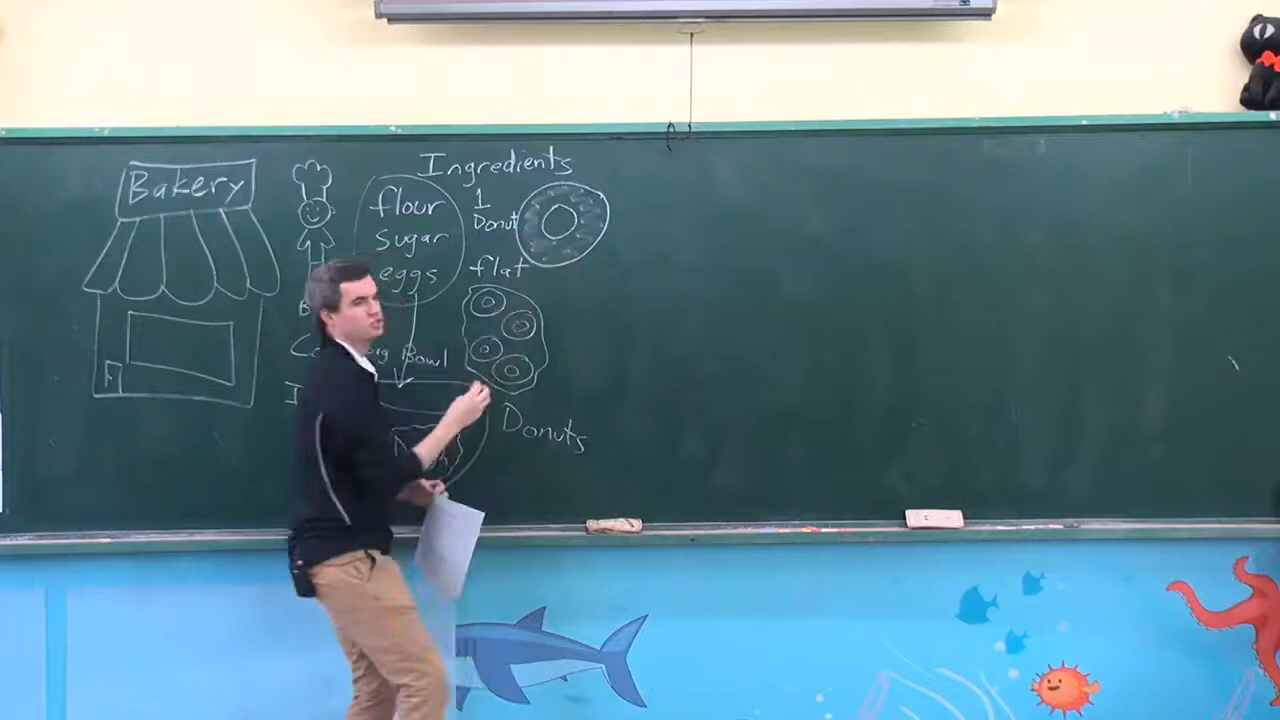 Bakery
Ingredients
flour
sugar
eggs
1
Donut
flat
Bowl
Donuts